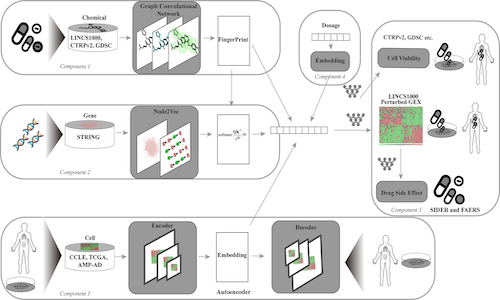 Graph Convolutional
Network
Chemical
LINCS1000,
CTRPv2, GDSC
FingerPrint
Component 1
Dosage
Embedding
Component 4
CTRPv2, GDSC etc.
Cell Viability
LINCS1000
Perturbed GEX
Drug Side Effect
SIDER and FAERS
Gene
STRING
Node2Vec
Component 2
Cell
CCLE, TCGA,
AMP-AD
Encoder
Embedding
Autoencoder
Decoder
Component 3